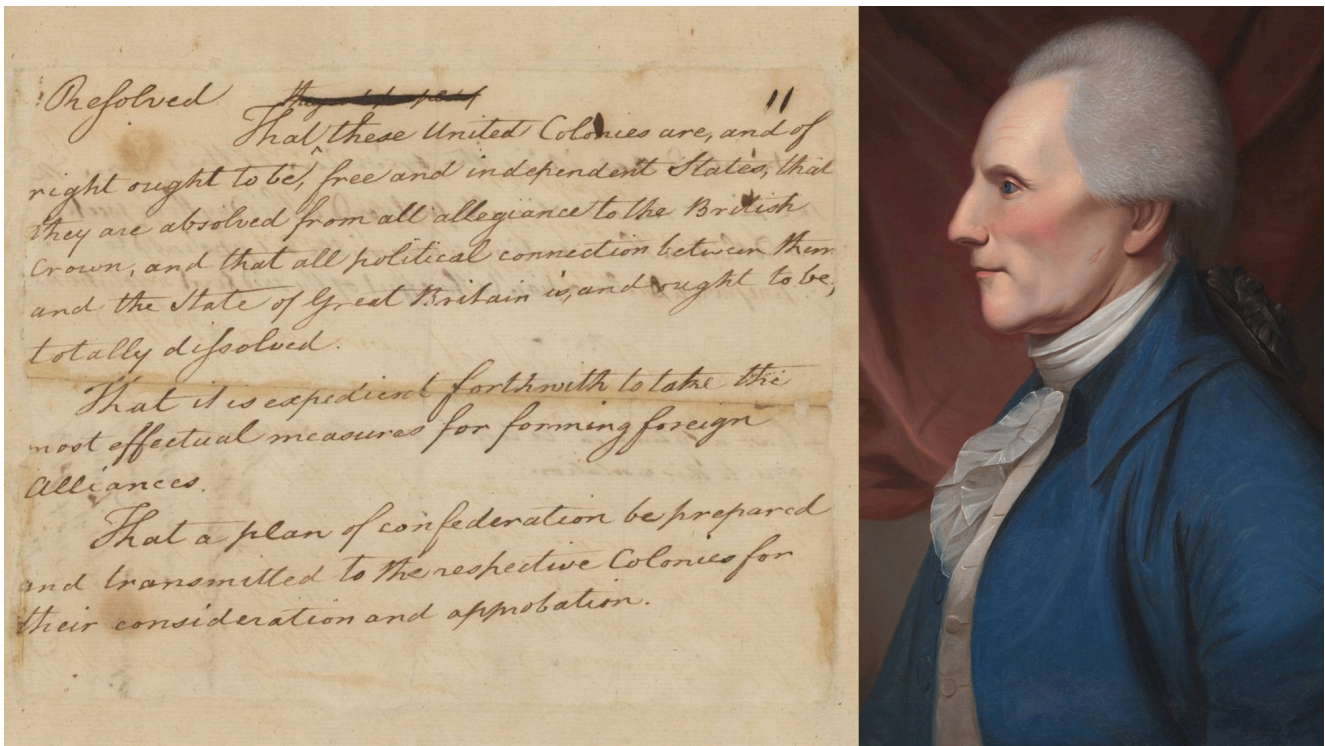 Resolved
11
That these United Colonies are, and of
right ought to be, free and independent States, that
they are absolved from all allegiance to the British
Crown, and that all political connection between them
and the State of Great Britain is, and ought to be,
totally dissolved.
That it is expedient forthwith to take the
most effectual measures for forming foreign
Alliances.
That a plan of confederation be prepared
and transmitted to the respective Colonies for
their consideration and approbation.